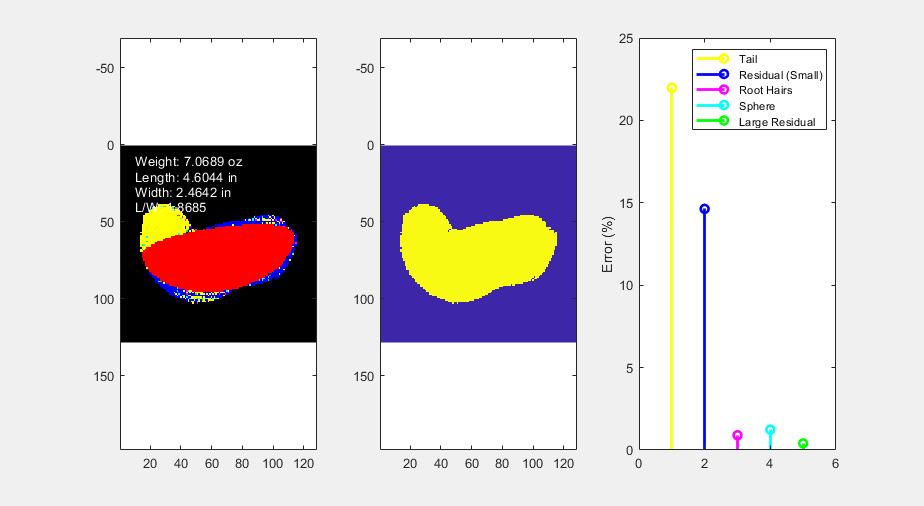 Weight: 7.0689 oz
Length: 4.6044 in
Width: 2.4642 in
-50
0
50
100
150
20 40 60 80 100 120
-50
0
50
100
150
20 40 60 80 100 120
Error (%)
25
20
15
10
5
0
0 2 4 6
Tail
Residual (Small)
Root Hairs
Sphere
Large Residual